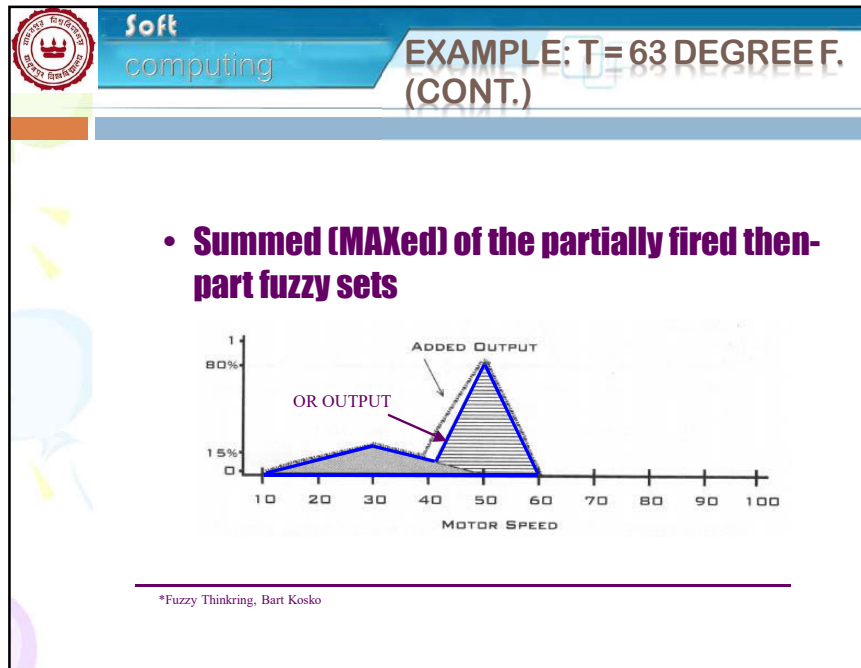 Soft
computing
EXAMPLE: T = 63 DEGREE F.
(CONT.)
• Summed (MAXed) of the partially fired then-
part fuzzy sets
1
80%
ADDED OUTPUT
OR OUTPUT
15%
0
10 20 30 40 50 60 70 80 90 100
MOTOR SPEED
*Fuzzy Thinkring, Bart Kosko